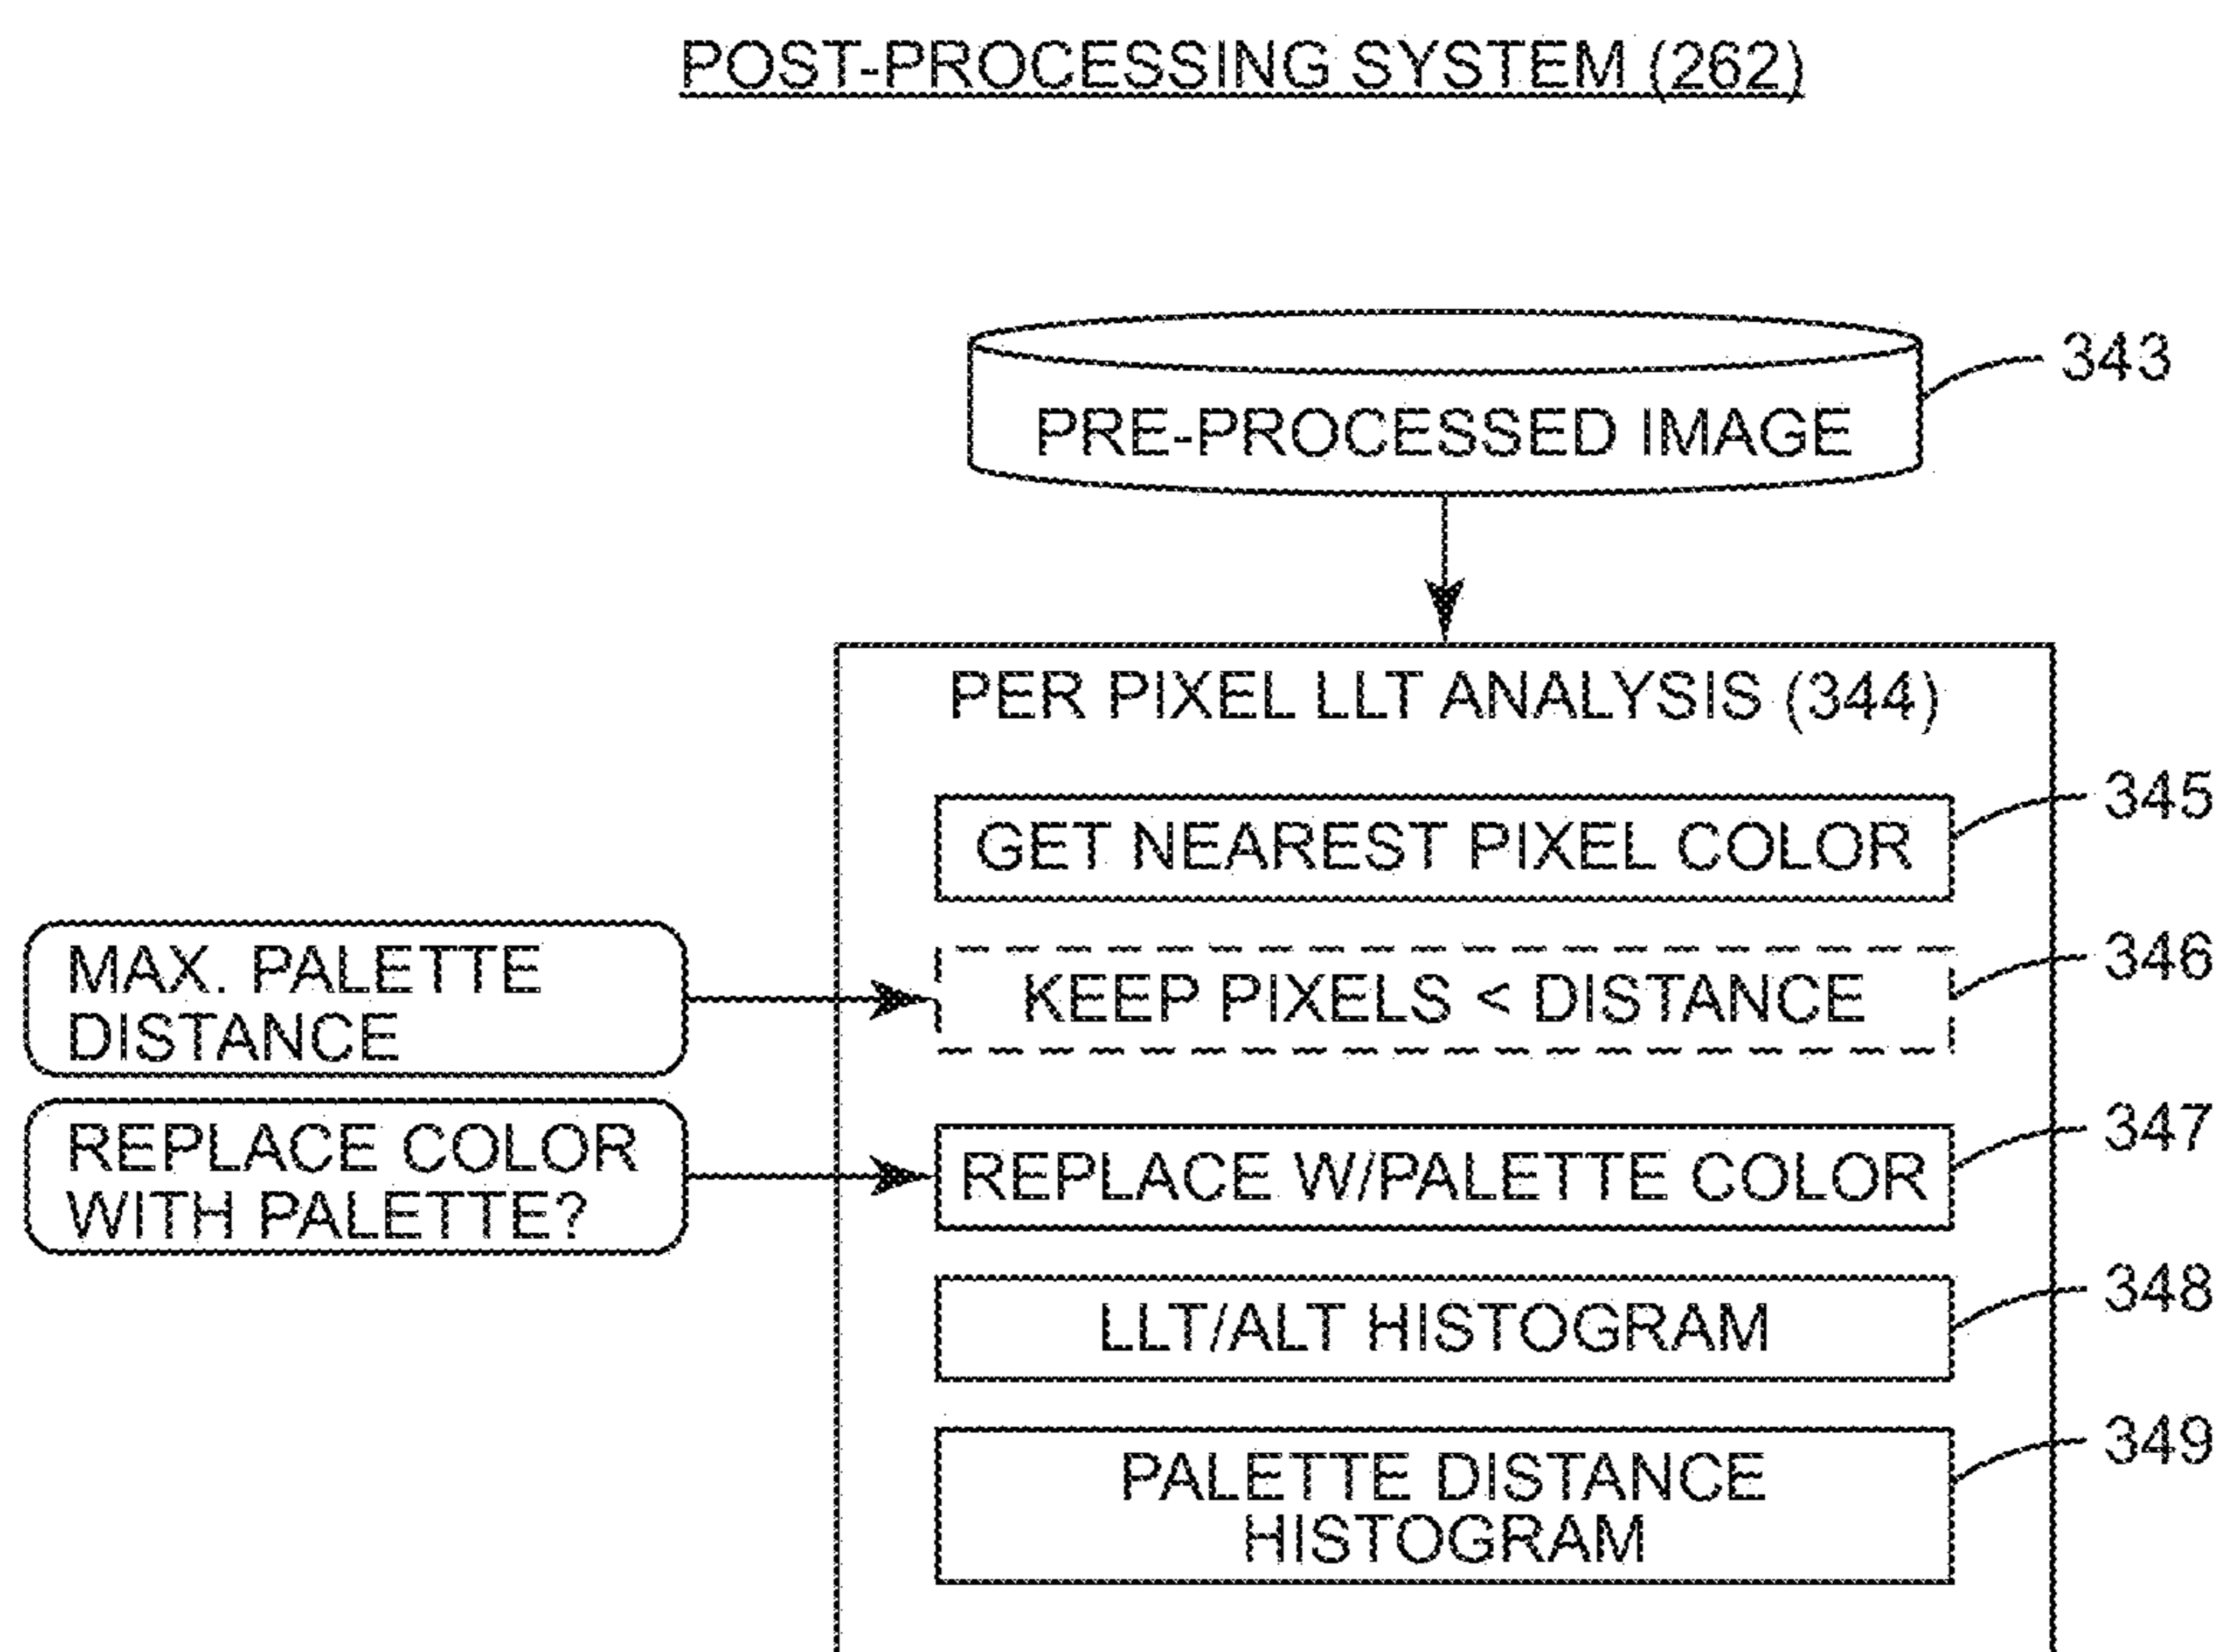 POST-PROCESSING SYSTEM (262)
343
PRE-PROCESSED IMAGE
PER PIXEL LLT ANALYSIS (344)
345
GET NEAREST PIXEL COLOR
346
MAX. PALETTE
DISTANCE
KEEP PIXELS < DISTANCE
347
REPLACE COLOR
WITH PALETTE?
REPLACE W/PALETTE COLOR
348
LLT/ALT HISTOGRAM
349
PALETTE DISTANCE
HISTOGRAM